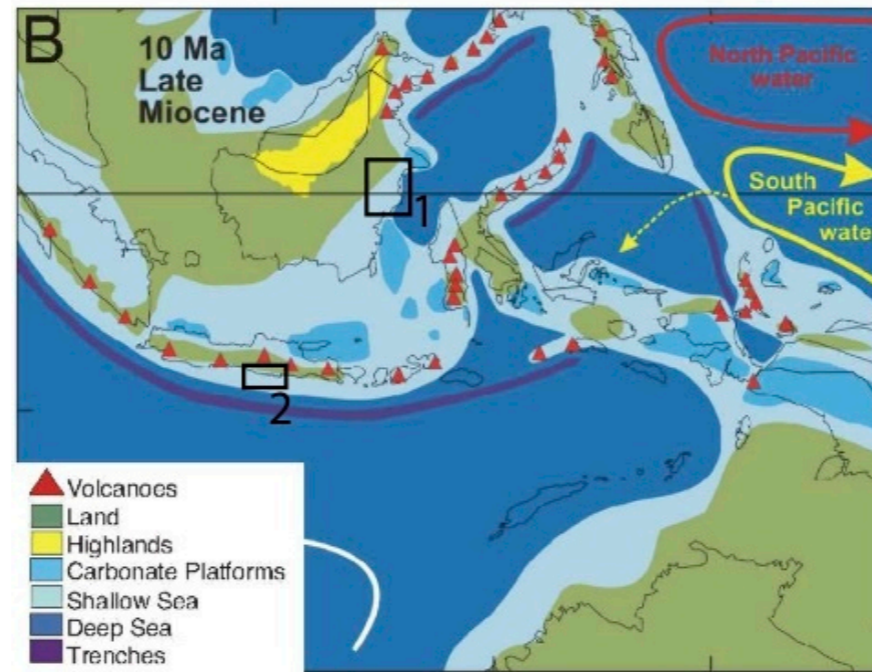 B
10 Ma
Late
Miocene
North Pacific
water
South
Pacific
water
1
2
Volcanoes
Land
Highlands
Carbonate Platforms
Shallow Sea
Deep Sea
Trenches